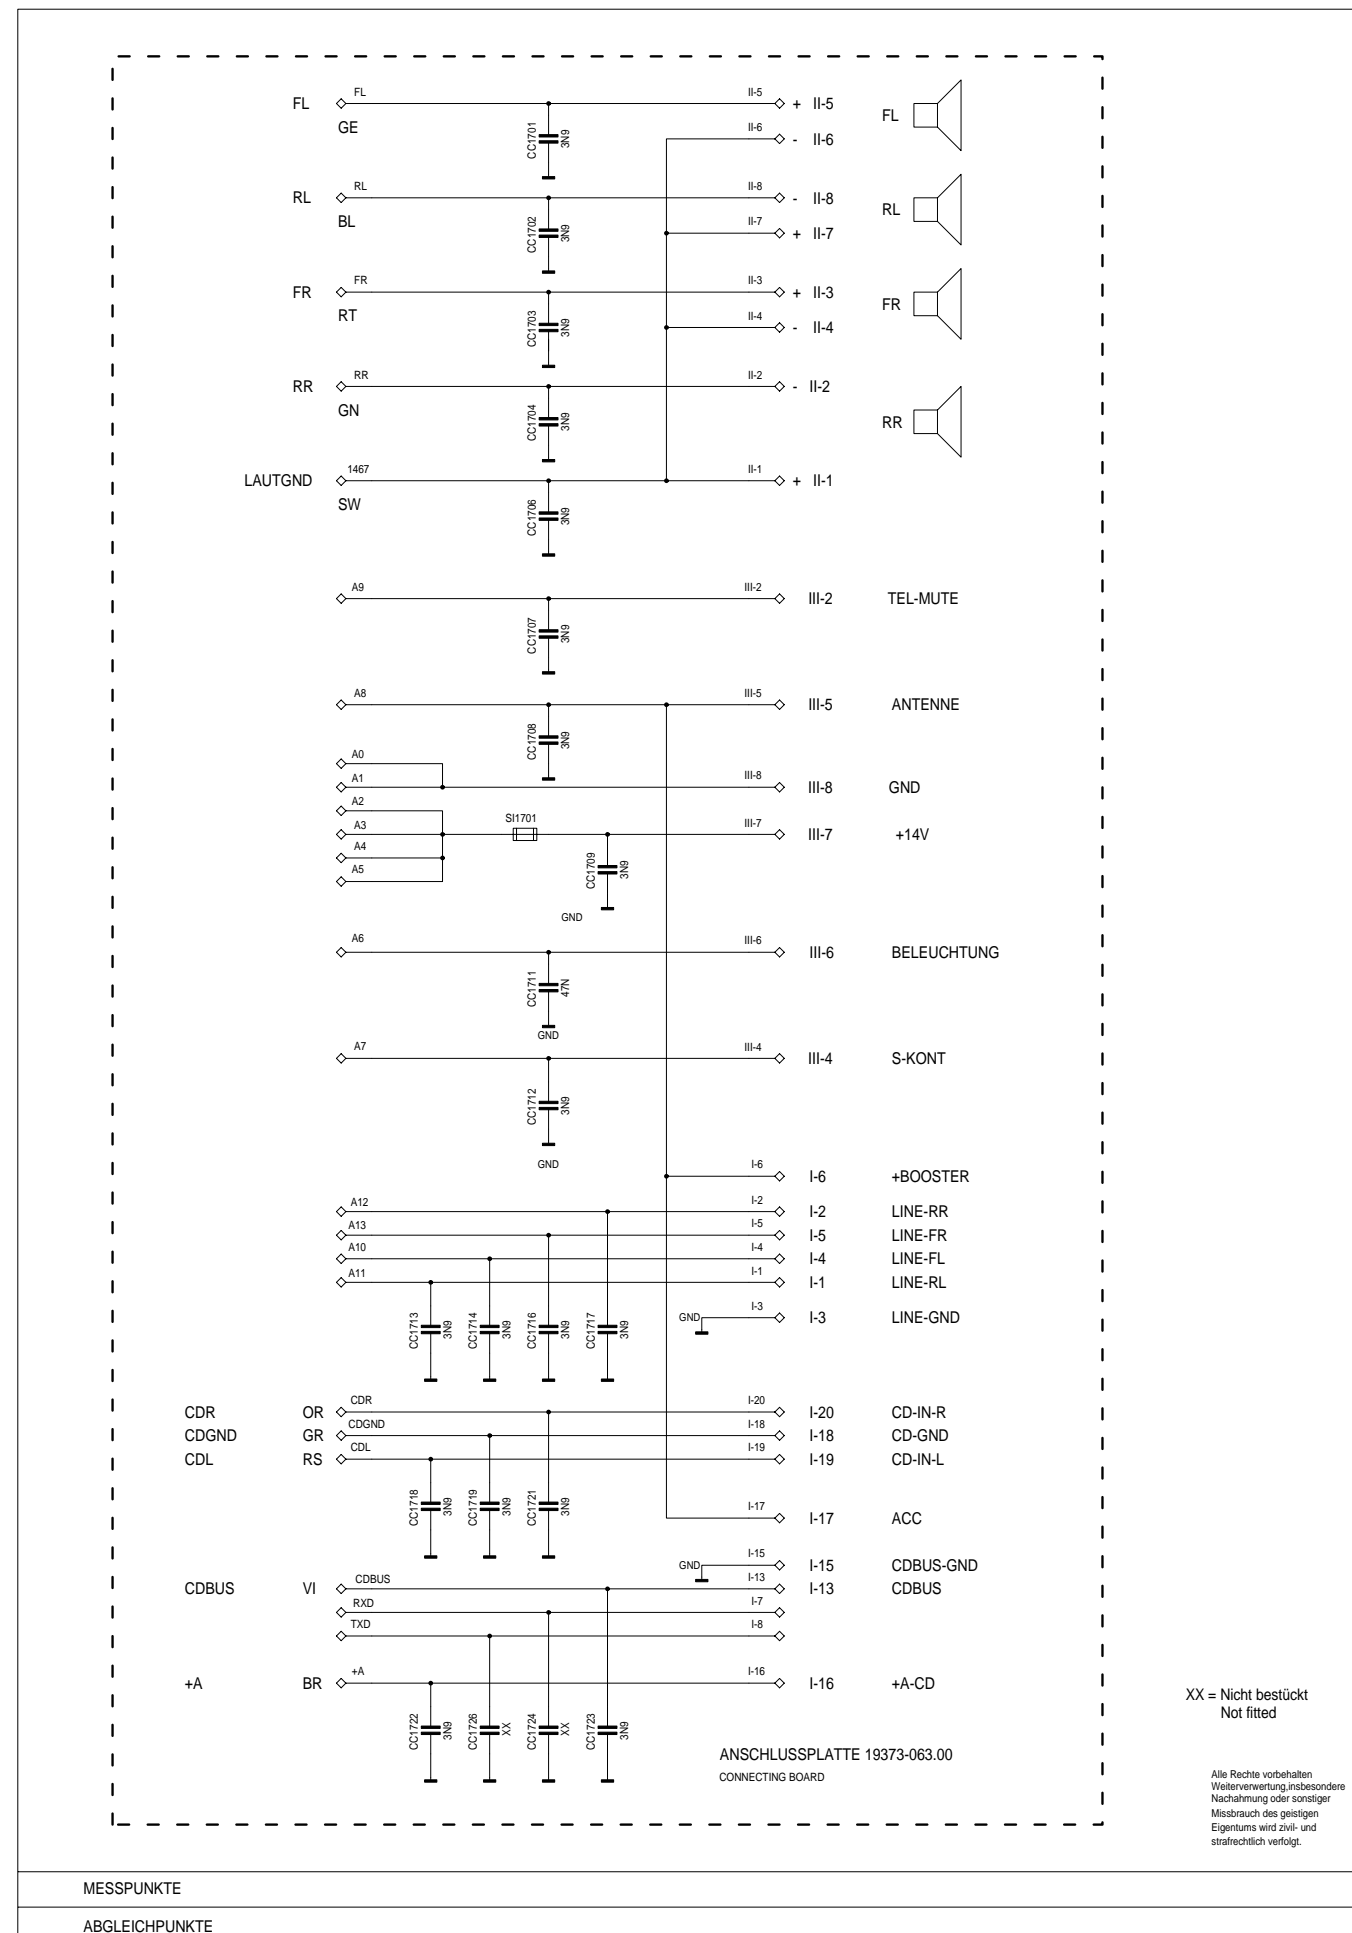 FL FL II-5 + II-5
GE CC1701 3N9 FL
II-6 - II-6
RL RL II-8 - II-8
BL CC1702 3N9 RL
II-7 + II-7
FR FR II-3 + II-3
RT CC1703 3N9 FR
II-4 - II-4
RR RR II-2 - II-2
GN CC1704 3N9 RR
LAUTGND 1467 II-1 + II-1
SW CC1706 3N9
A9 III-2 III-2 TEL-MUTE
CC1707 3N9
A8 III-5 III-5 ANTENNE
CC1708 3N9
A0
A1 III-8 III-8 GND
A2
A3 SI1701 III-7 III-7 +14V
A4
A5 CC1709 3N9
GND
A6 III-6 III-6 BELEUCHTUNG
CC1711 47N
GND
A7 III-4 III-4 S-KONT
CC1712 3N9
GND
I-6 I-6 +BOOSTER
A12 I-2 I-2 LINE-RR
A13 I-5 I-5 LINE-FR
A10 I-4 I-4 LINE-FL
A11 I-1 I-1 LINE-RL
GND I-3 I-3 LINE-GND
CC1713 3N9 CC1714 3N9 CC1716 3N9 CC1717 3N9
CDR OR CDR I-20 I-20 CD-IN-R
CDGND GR CDGND I-18 I-18 CD-GND
CDL RS CDL I-19 I-19 CD-IN-L
CC1718 3N9 CC1719 3N9 CC1721 3N9
I-17 I-17 ACC
GND I-15 I-15 CDBUS-GND
CDBUS VI CDBUS I-13 I-13 CDBUS
RXD I-7
TXD I-8
+A BR +A I-16 I-16 +A-CD
CC1722 3N9 CC1726 XX CC1724 XX CC1723 3N9
XX = Nicht bestückt
Not fitted
ANSCHLUSSPLATTE 19373-063.00
CONNECTING BOARD
Alle Rechte vorbehalten
Weiterverwertung,insbesondere
Nachahmung oder sonstiger
Missbrauch des geistigen
Eigentums wird zivil- und
strafrechtlich verfolgt.
MESSPUNKTE
ABGLEICHPUNKTE